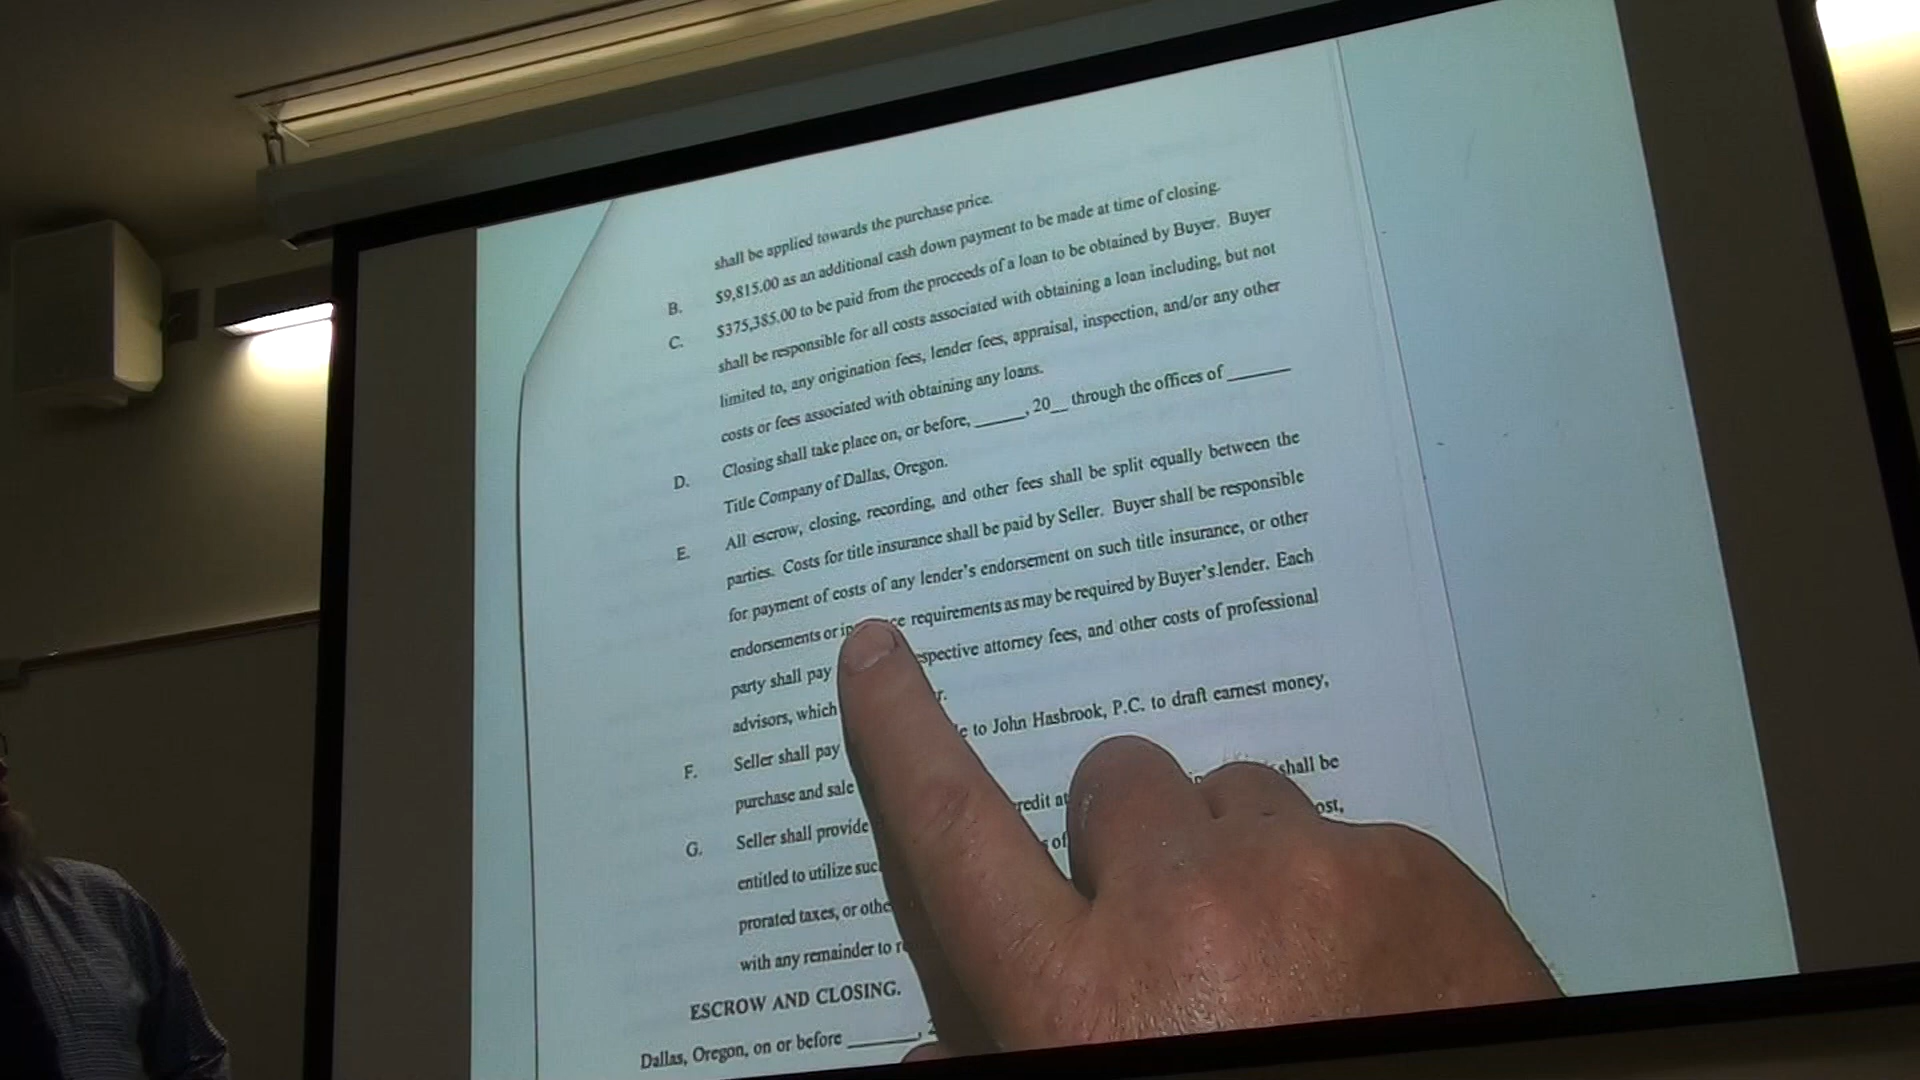 shall be applied towards the purchase price.
B. $9,815.00 as an additional cash down payment to be made at time of closing.
C. $375,385.00 to be paid from the proceeds of a loan to be obtained by Buyer. Buyer
shall be responsible for all costs associated with obtaining a loan including, but not
limited to, any origination fees, lender fees, appraisal, inspection, and/or any other
costs or fees associated with obtaining any loans.
D. Closing shall take place on, or before, _____, 20__ through the offices of ______
Title Company of Dallas, Oregon.
E. All escrow, closing, recording, and other fees shall be split equally between the
parties. Costs for title insurance shall be paid by Seller. Buyer shall be responsible
for payment of costs of any lender's endorsement on such title insurance, or other
endorsements or requirements as may be required by Buyer's lender. Each
party shall pay attorney fees, and other costs of professional
advisors, which
F. Seller shall pay to John Hasbrook, P.C. to draft earnest money,
purchase and sale
G. Seller shall provide shall be
entitled to utilize of
prorated taxes, or
with any remainder to
ESCROW AND CLOSING.
Dallas, Oregon, on or before _______,